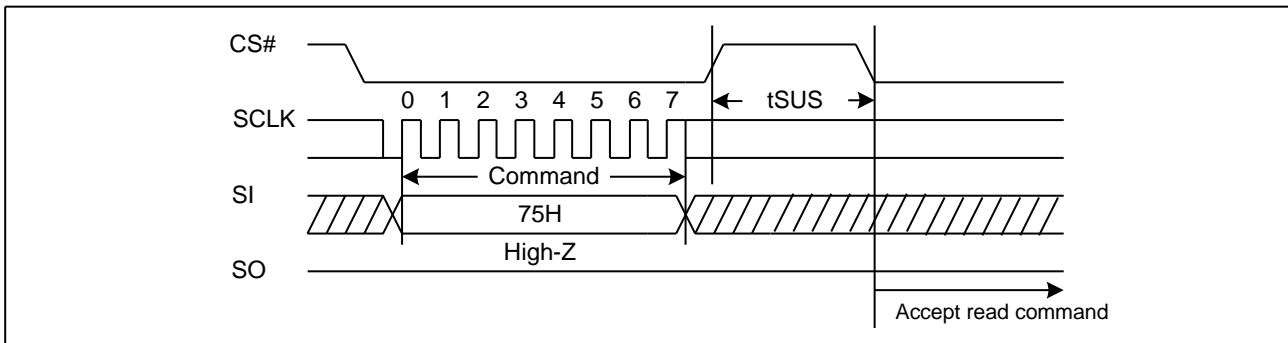 CS#
0 1 2 3 4 5 6 7
tSUS
SCLK
Command
SI
75H
High-Z
SO
Accept read command